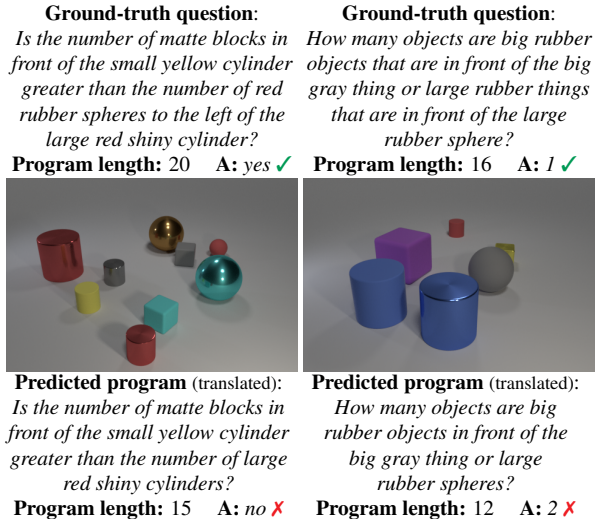 Ground-truth question:
Is the number of matte blocks in
front of the small yellow cylinder
greater than the number of red
rubber spheres to the left of the
large red shiny cylinder?
Program length: 20 A: yes ✓
Predicted program (translated):
Is the number of matte blocks in
front of the small yellow cylinder
greater than the number of large
red shiny cylinders?
Program length: 15 A: no ✗
Ground-truth question:
How many objects are big rubber
objects that are in front of the big
gray thing or large rubber things
that are in front of the large
rubber sphere?
Program length: 16 A: 1 ✓
Predicted program (translated):
How many objects are big
rubber objects in front of the
big gray thing or large
rubber spheres?
Program length: 12 A: 2 ✗